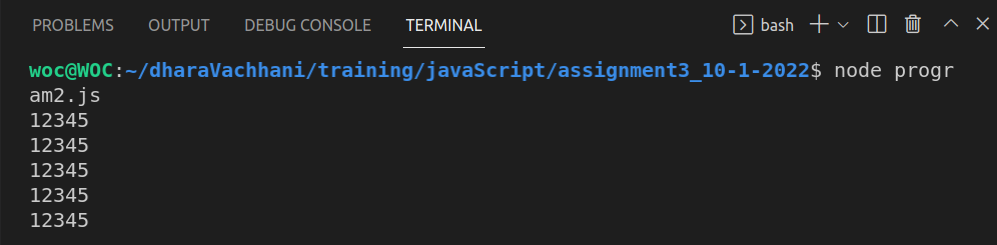 PROBLEMS OUTPUT DEBUG CONSOLE TERMINAL bash
woc@WOC:~/dharaVachhani/training/javaScript/assignment3_10-1-2022$ node progr
am2.js
12345
12345
12345
12345
12345